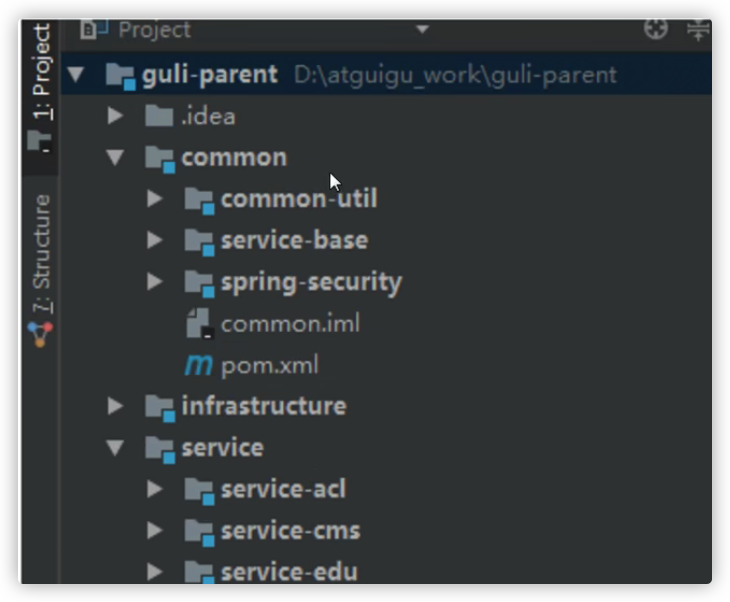 Project
1: Project
guli-parent D:\atguigu_work\guli-parent
.idea
common
common-util
service-base
spring-security
common.iml
pom.xml
infrastructure
service
service-acl
service-cms
service-edu
7: Structure